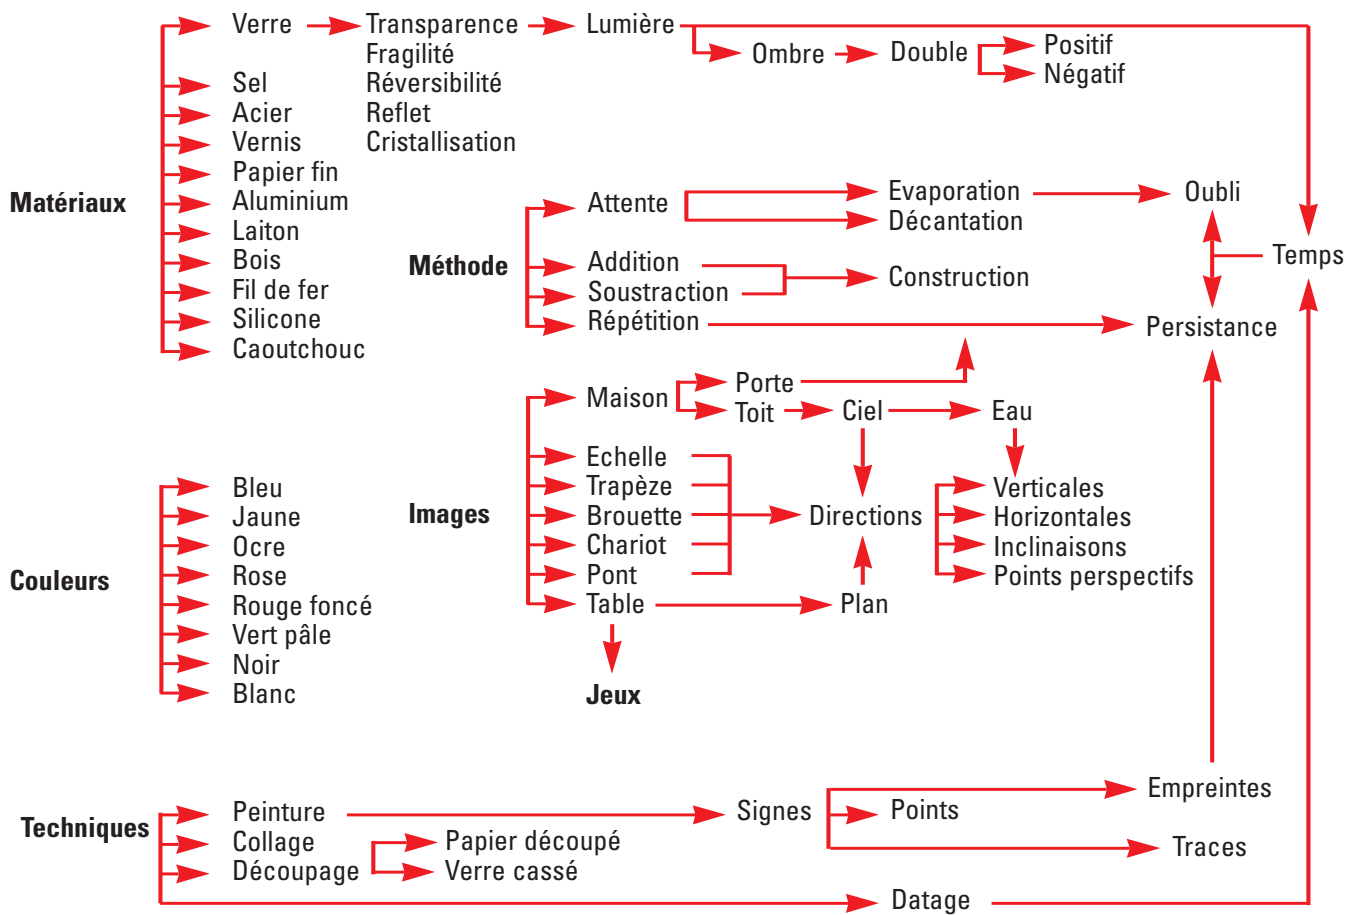 Matériaux
Verre
Transparence
Lumière
Fragilité
Ombre
Double
Positif
Négatif
Sel
Réversibilité
Acier
Reflet
Vernis
Cristallisation
Papier fin
Aluminium
Laiton
Bois
Fil de fer
Silicone
Caoutchouc
Méthode
Attente
Evaporation
Oubli
Décantation
Temps
Addition
Soustraction
Construction
Répétition
Persistance
Images
Maison
Porte
Toit
Ciel
Eau
Echelle
Trapèze
Brouette
Chariot
Pont
Table
Directions
Plan
Verticales
Horizontales
Inclinaisons
Points perspectifs
Jeux
Couleurs
Bleu
Jaune
Ocre
Rose
Rouge foncé
Vert pâle
Noir
Blanc
Techniques
Peinture
Signes
Empreintes
Points
Traces
Collage
Découpage
Papier découpé
Verre cassé
Datage